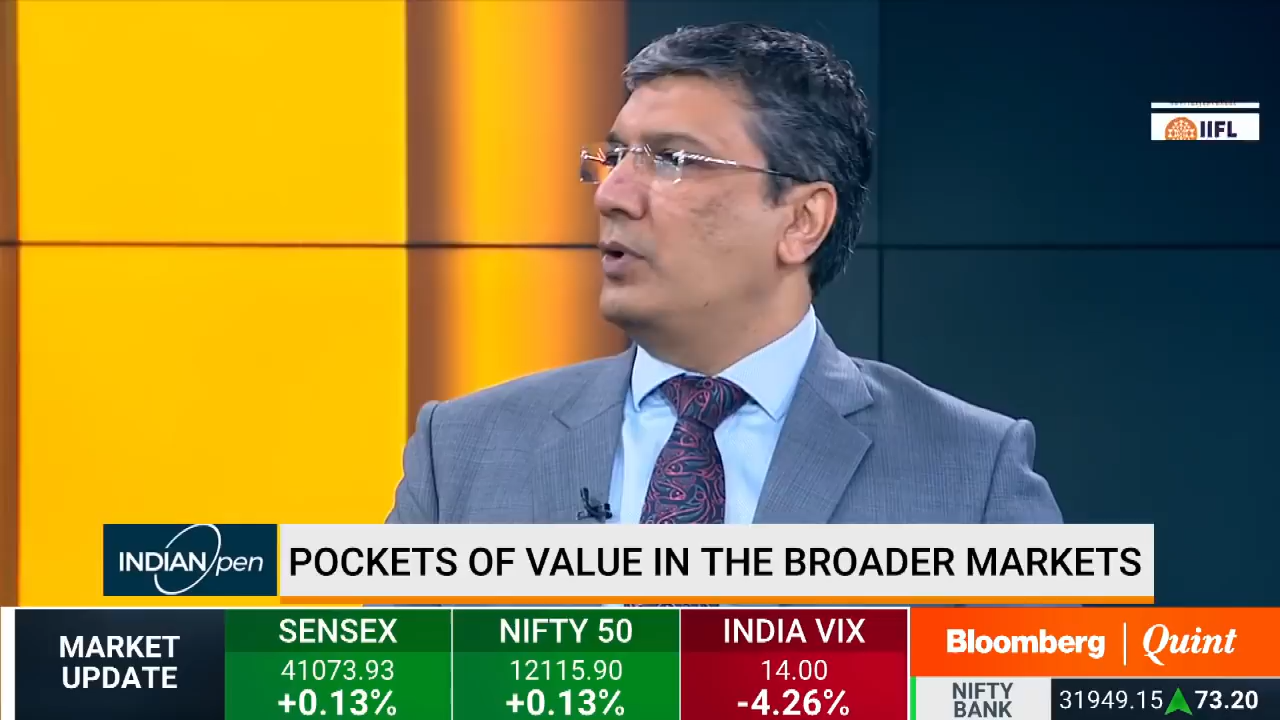 IIFL
INDIAN Open
POCKETS OF VALUE IN THE BROADER MARKETS
MARKET
UPDATE
SENSEX
41073.93
+0.13%
NIFTY 50
12115.90
+0.13%
INDIA VIX
14.00
-4.26%
Bloomberg | Quint
NIFTY
BANK
31949.15 ▲ 73.20